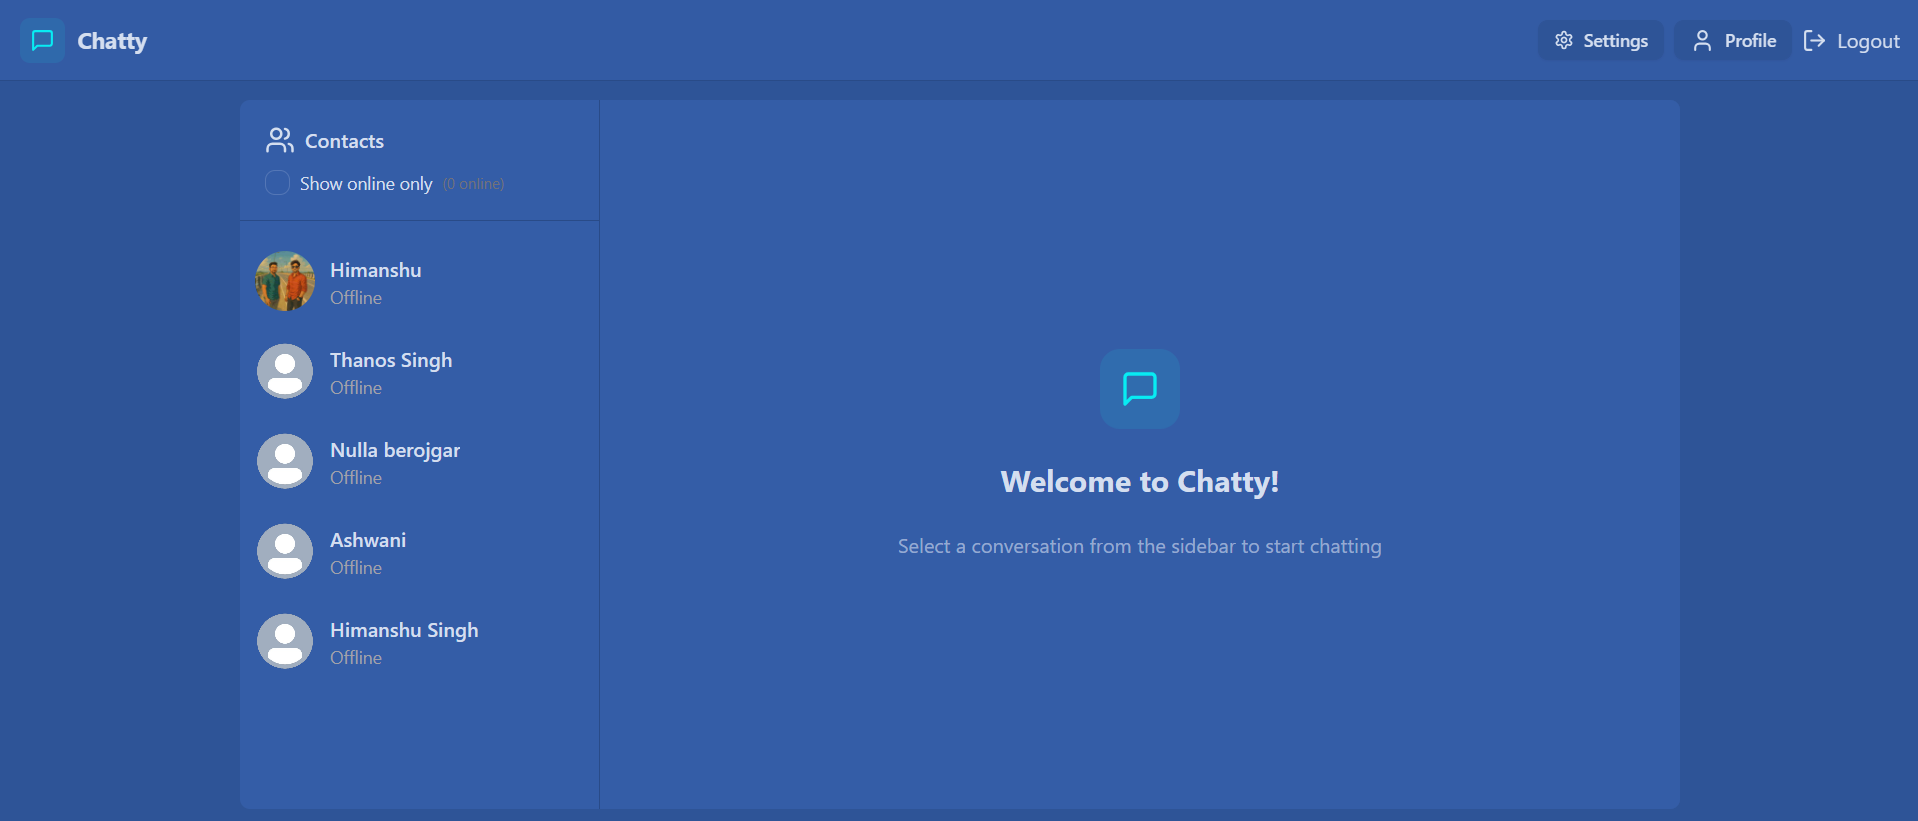 Chatty
Settings
Profile
Logout
Contacts
Show online only (0 online)
Himanshu
Offline
Thanos Singh
Offline
Nulla berojgar
Offline
Ashwani
Offline
Himanshu Singh
Offline
Welcome to Chatty!
Select a conversation from the sidebar to start chatting